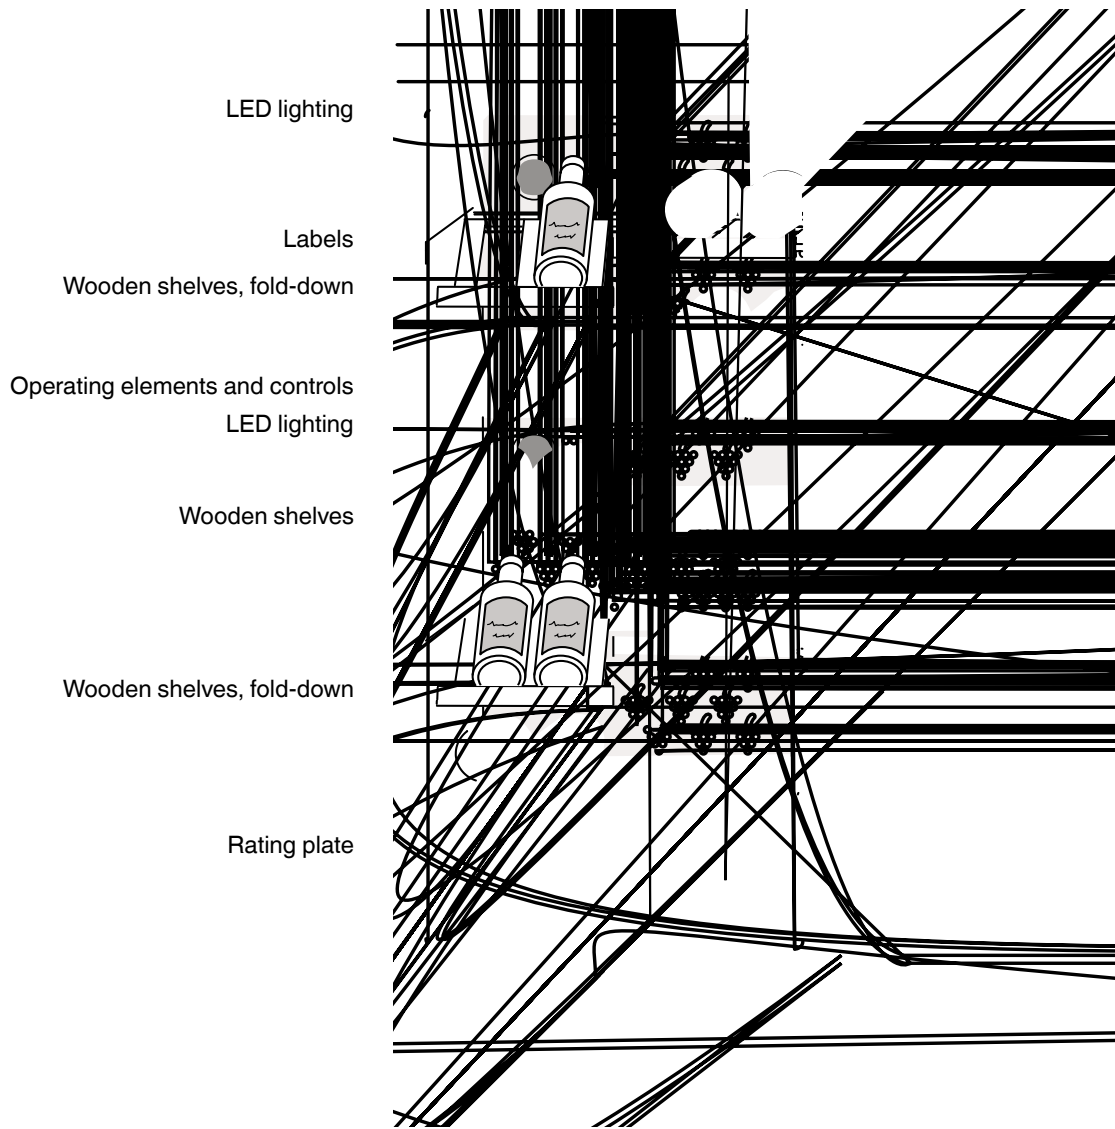 LED lighting
Labels
Wooden shelves, fold-down
Operating elements and controls
LED lighting
Wooden shelves
Wooden shelves, fold-down
Rating plate